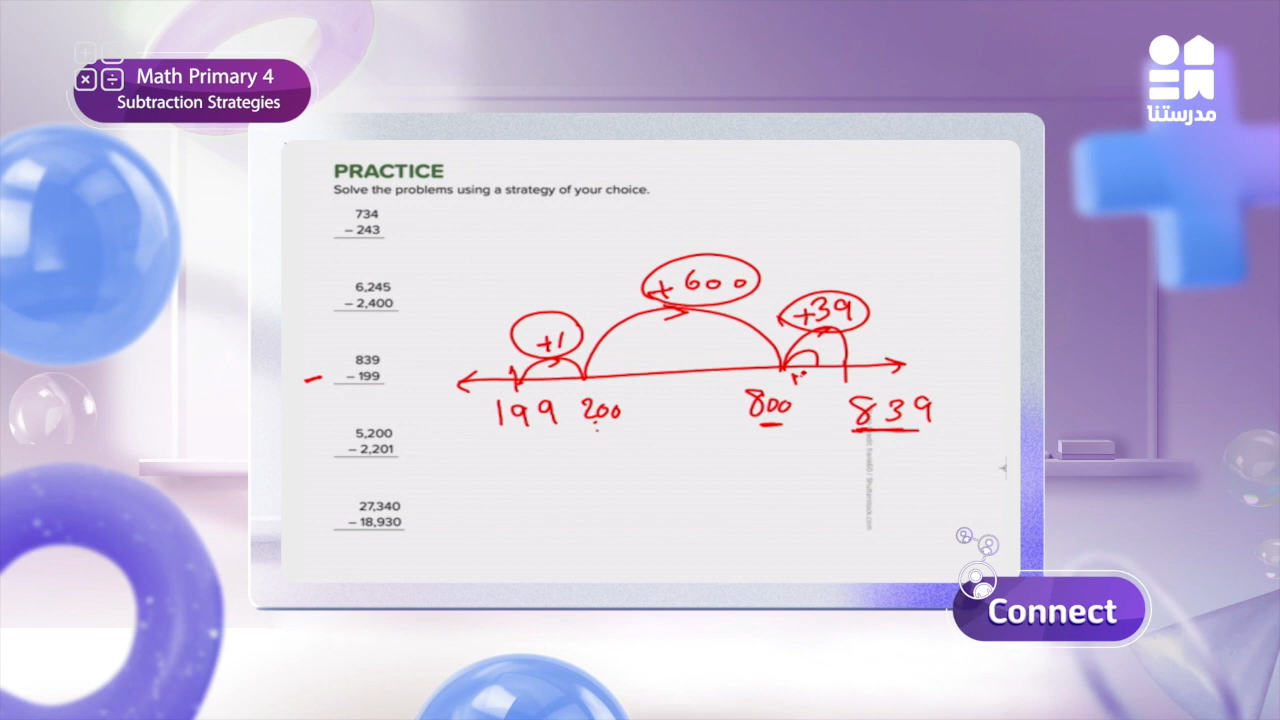 Math Primary 4
Subtraction Strategies
مدرستنا
PRACTICE
Solve the problems using a strategy of your choice.
734
– 243
6,245
– 2,400
839
– 199
5,200
– 2,201
27,340
– 18,930
+1
+600
+39
199 200 800 839
Connect